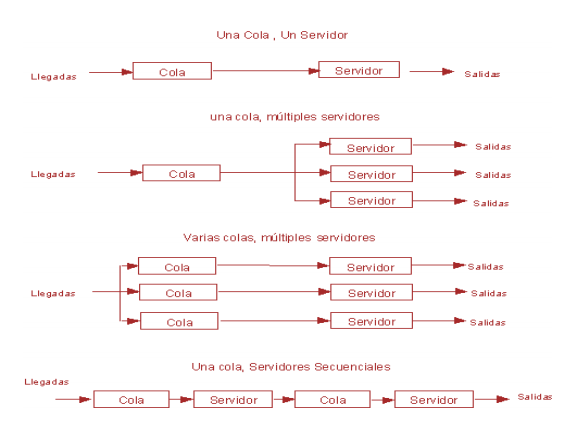 Una Cola , Un Servidor
Llegadas Cola Servidor Salidas
una cola, múltiples servidores
Servidor Salidas
Llegadas Cola Servidor Salidas
Servidor Salidas
Varias colas, múltiples servidores
Cola Servidor Salidas
Llegadas Cola Servidor Salidas
Cola Servidor Salidas
Una cola, Servidores Secuenciales
Llegadas
Cola Servidor Cola Servidor Salidas